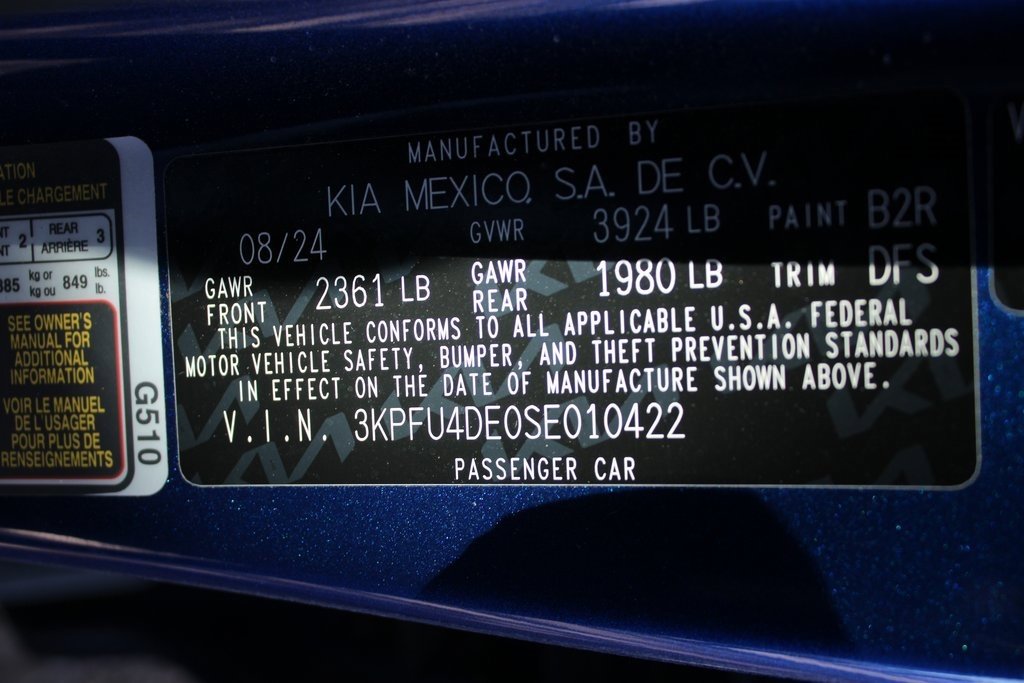 ATION
LE CHARGEMENT
NT 2 REAR 3
ARRIÈRE
385 kg or 849 lbs.
kg ou lb.
SEE OWNER'S
MANUAL FOR
ADDITIONAL
INFORMATION
VOIR LE MANUEL
DE L'USAGER
POUR PLUS DE
RENSEIGNEMENTS
G510
MANUFACTURED BY
KIA MEXICO, S.A. DE C.V.
08/24 GVWR 3924 LB PAINT B2R
GAWR FRONT 2361 LB GAWR REAR 1980 LB TRIM DFS
THIS VEHICLE CONFORMS TO ALL APPLICABLE U.S.A. FEDERAL
MOTOR VEHICLE SAFETY, BUMPER, AND THEFT PREVENTION STANDARDS
IN EFFECT ON THE DATE OF MANUFACTURE SHOWN ABOVE.
V.I.N. 3KPFU4DE0SE010422
PASSENGER CAR